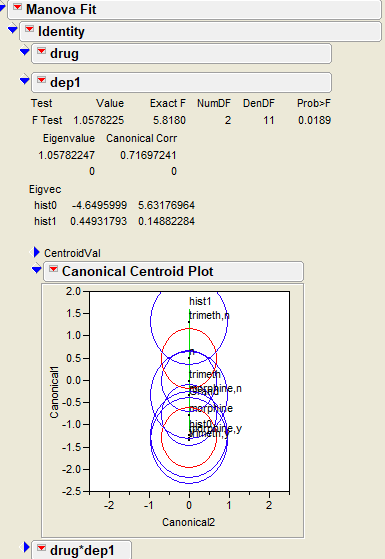 Manova Fit
Identity
drug
dep1
Test Value Exact F NumDF DenDF Prob>F
F Test 1.0578225 5.8180 2 11 0.0189
Eigenvalue Canonical Corr
1.05782247 0.71697241
0 0
Eigvec
hist0 -4.6495999 5.63176964
hist1 0.44931793 0.14882284
CentroidVal
Canonical Centroid Plot
2.0
1.5
1.0
0.5
0.0
-0.5
-1.0
-1.5
-2.0
-2.5
Canonical1
hist1
trimeth,n
trimeth
morphine,n
morphine
hist0
morphine,y
trimeth,y
-2 -1 0 1 2
Canonical2
drug*dep1